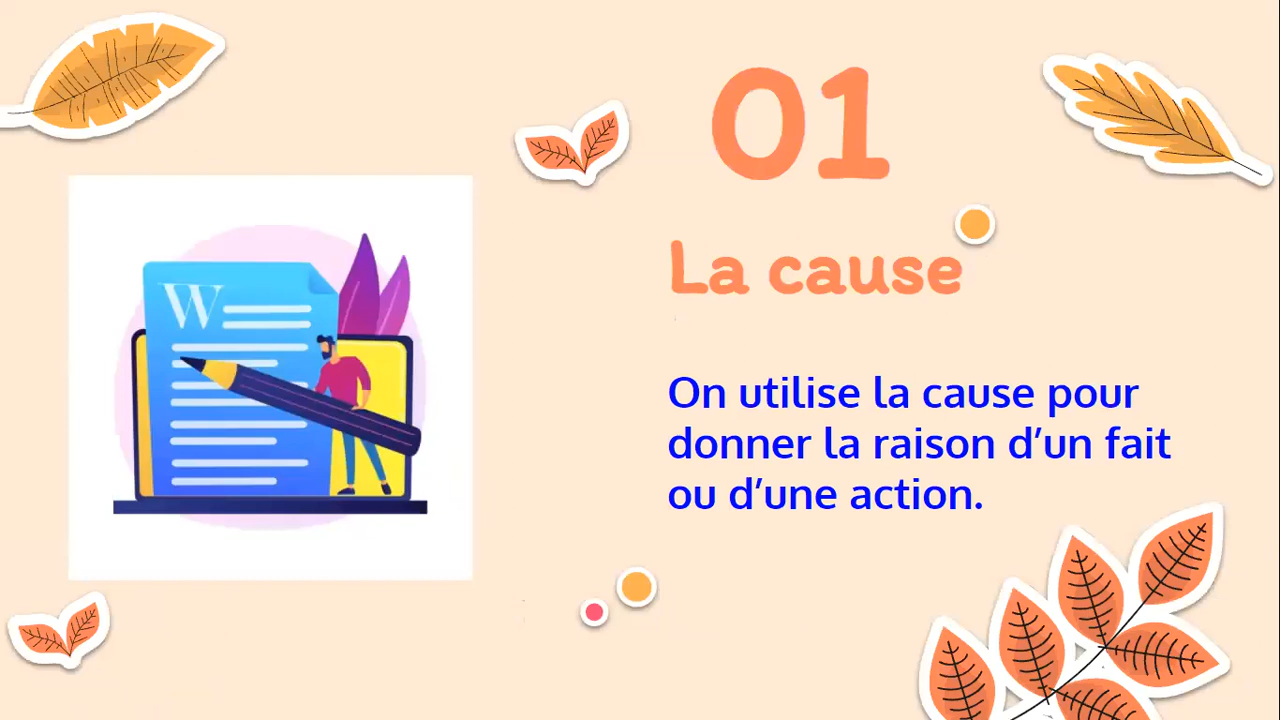 01
La cause
W
On utilise la cause pour
donner la raison d’un fait
ou d’une action.